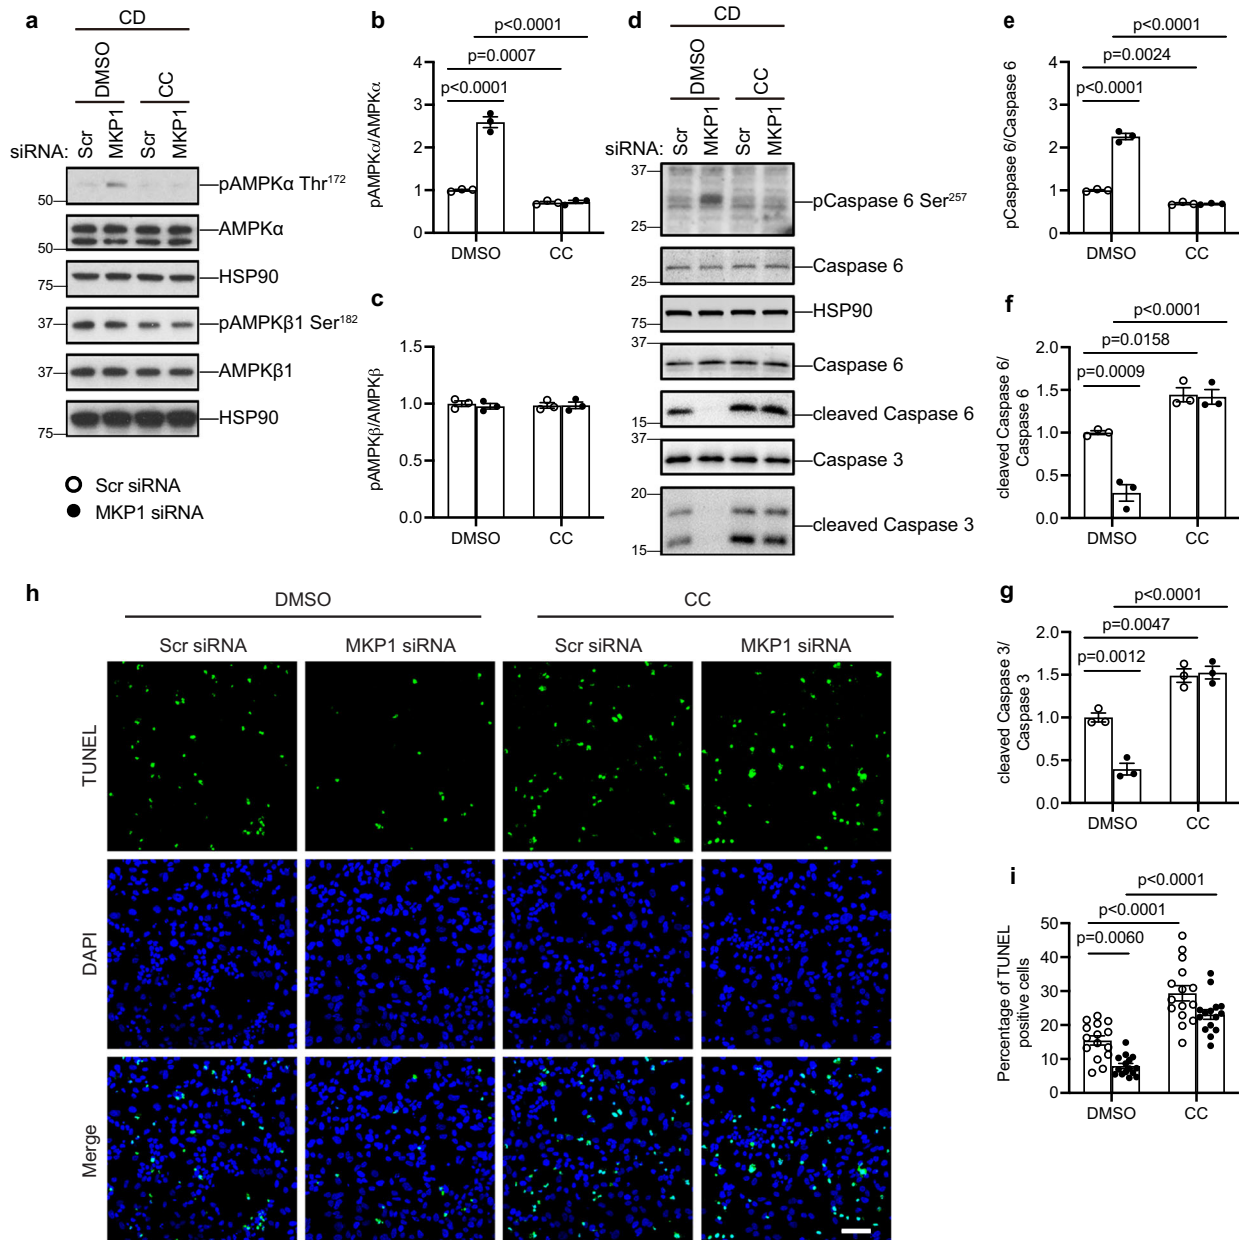 a
CD
DMSO
CC
siRNA:
Scr
MKP1
Scr
MKP1
pAMPKα Thr172
50
AMPKα
50
HSP90
75
pAMPKβ1 Ser182
37
AMPKβ1
37
HSP90
75
Scr siRNA
MKP1 siRNA
b
p<0.0001
p=0.0007
p<0.0001
pAMPKα/AMPKα
4
3
2
1
0
DMSO
CC
c
pAMPKβ/AMPKβ
1.5
1.0
0.5
0.0
DMSO
CC
d
CD
DMSO
CC
siRNA:
Scr
MKP1
Scr
MKP1
37
pCaspase 6 Ser257
25
Caspase 6
25
HSP90
75
37
Caspase 6
cleaved Caspase 6
15
37
Caspase 3
20
cleaved Caspase 3
15
e
p<0.0001
p=0.0024
p<0.0001
pCaspase 6/Caspase 6
4
3
2
1
0
DMSO
CC
f
p<0.0001
p=0.0158
p=0.0009
cleaved Caspase 6/
Caspase 6
2.0
1.5
1.0
0.5
0.0
DMSO
CC
g
p<0.0001
p=0.0047
p=0.0012
cleaved Caspase 3/
Caspase 3
2.0
1.5
1.0
0.5
0.0
DMSO
CC
h
DMSO
CC
Scr siRNA
MKP1 siRNA
Scr siRNA
MKP1 siRNA
TUNEL
DAPI
Merge
i
p<0.0001
p<0.0001
p=0.0060
Percentage of TUNEL
positive cells
50
40
30
20
10
0
DMSO
CC